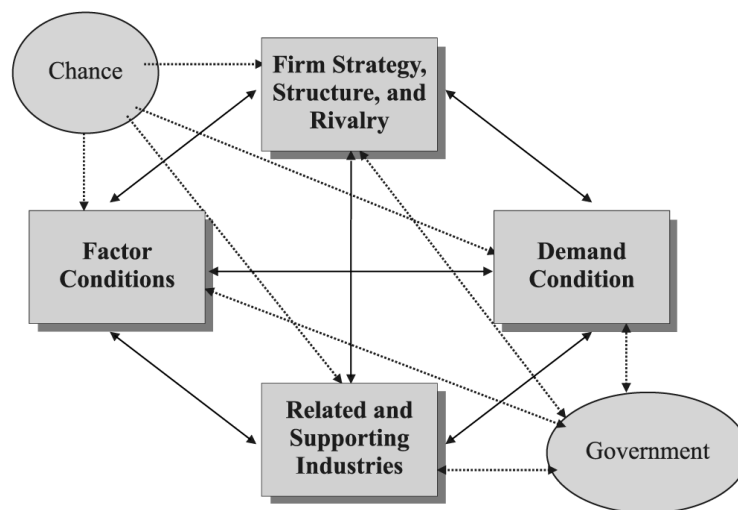 Chance
Firm Strategy,
Structure, and
Rivalry
Factor
Conditions
Demand
Condition
Related and
Supporting
Industries
Government